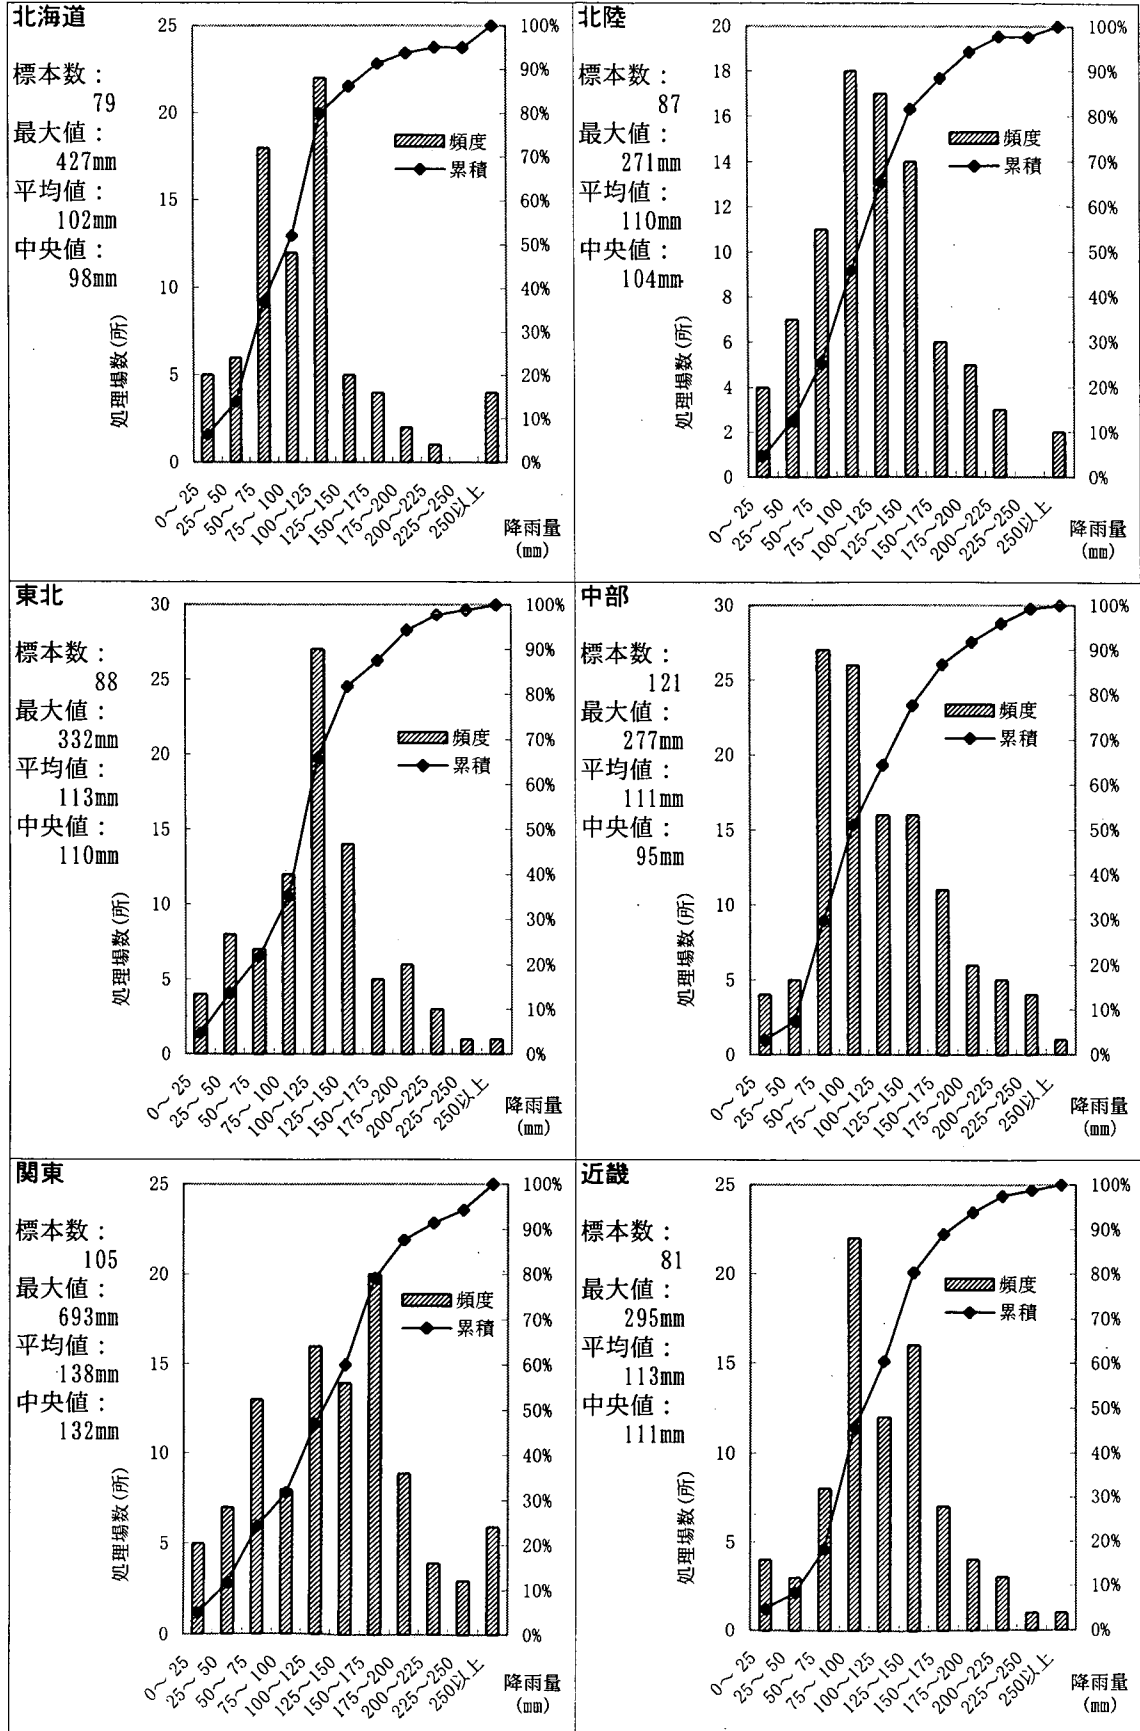 北海道
標本数：
79
最大値：
427mm
平均値：
102mm
中央値：
98mm
処理場数(所)
25
20
15
10
5
0
100%
90%
80%
70%
60%
50%
40%
30%
20%
10%
0%
頻度
累積
0～ 25
25～ 50
50～ 75
75～ 100
100～125
125～150
150～175
175～200
200～225
225～250
250以上
降雨量
(mm)
北陸
標本数：
87
最大値：
271mm
平均値：
110mm
中央値：
104mm
処理場数(所)
20
18
16
14
12
10
8
6
4
2
0
100%
90%
80%
70%
60%
50%
40%
30%
20%
10%
0%
頻度
累積
0～ 25
25～ 50
50～ 75
75～ 100
100～125
125～150
150～175
175～200
200～225
225～250
250以上
降雨量
(mm)
東北
標本数：
88
最大値：
332mm
平均値：
113mm
中央値：
110mm
処理場数(所)
30
25
20
15
10
5
0
100%
90%
80%
70%
60%
50%
40%
30%
20%
10%
0%
頻度
累積
0～ 25
25～ 50
50～ 75
75～ 100
100～125
125～150
150～175
175～200
200～225
225～250
250以上
降雨量
(mm)
中部
標本数：
121
最大値：
277mm
平均値：
111mm
中央値：
95mm
処理場数(所)
30
25
20
15
10
5
0
100%
90%
80%
70%
60%
50%
40%
30%
20%
10%
0%
頻度
累積
0～ 25
25～ 50
50～ 75
75～ 100
100～125
125～150
150～175
175～200
200～225
225～250
250以上
降雨量
(mm)
関東
標本数：
105
最大値：
693mm
平均値：
138mm
中央値：
132mm
処理場数(所)
25
20
15
10
5
0
100%
90%
80%
70%
60%
50%
40%
30%
20%
10%
0%
頻度
累積
0～ 25
25～ 50
50～ 75
75～ 100
100～125
125～150
150～175
175～200
200～225
225～250
250以上
降雨量
(mm)
近畿
標本数：
81
最大値：
295mm
平均値：
113mm
中央値：
111mm
処理場数(所)
25
20
15
10
5
0
100%
90%
80%
70%
60%
50%
40%
30%
20%
10%
0%
頻度
累積
0～ 25
25～ 50
50～ 75
75～ 100
100～125
125～150
150～175
175～200
200～225
225～250
250以上
降雨量
(mm)